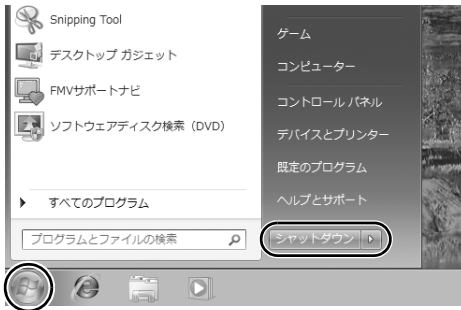 Snipping Tool
デスクトップ ガジェット
FMVサポートナビ
ソフトウェアディスク検索（DVD）
すべてのプログラム
プログラムとファイルの検索
ゲーム
コンピューター
コントロール パネル
デバイスとプリンター
既定のプログラム
ヘルプとサポート
シャットダウン